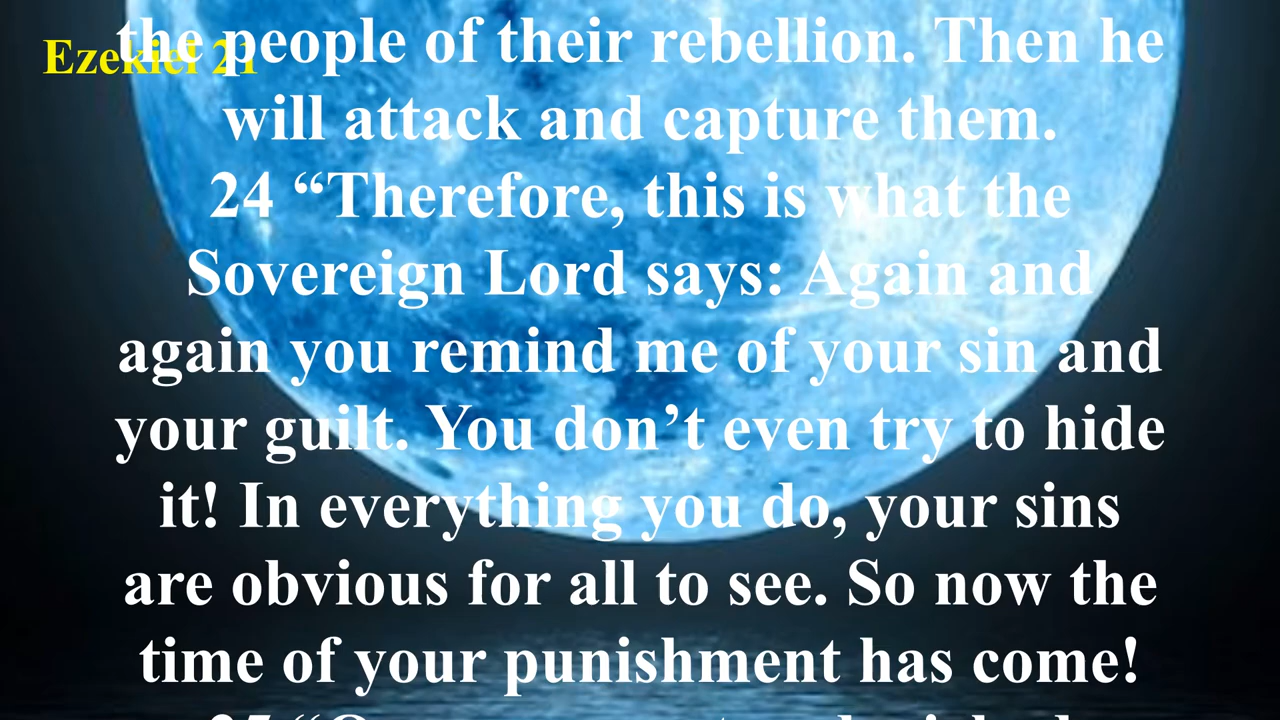 Ezekiel 21
the people of their rebellion. Then he
will attack and capture them.
24 “Therefore, this is what the
Sovereign Lord says: Again and
again you remind me of your sin and
your guilt. You don’t even try to hide
it! In everything you do, your sins
are obvious for all to see. So now the
time of your punishment has come!